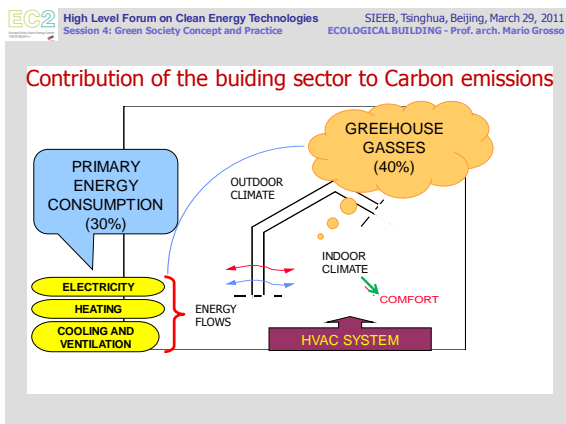 EC2
High Level Forum on Clean Energy Technologies
SIEEB, Tsinghua, Beijing, March 29, 2011
Session 4: Green Society Concept and Practice
ECOLOGICAL BUILDING - Prof. arch. Mario Grosso
Contribution of the buiding sector to Carbon emissions
GREEHOUSE
GASSES
(40%)
PRIMARY
ENERGY
CONSUMPTION
(30%)
OUTDOOR
CLIMATE
INDOOR
CLIMATE
COMFORT
ELECTRICITY
HEATING
COOLING AND
VENTILATION
ENERGY
FLOWS
HVAC SYSTEM